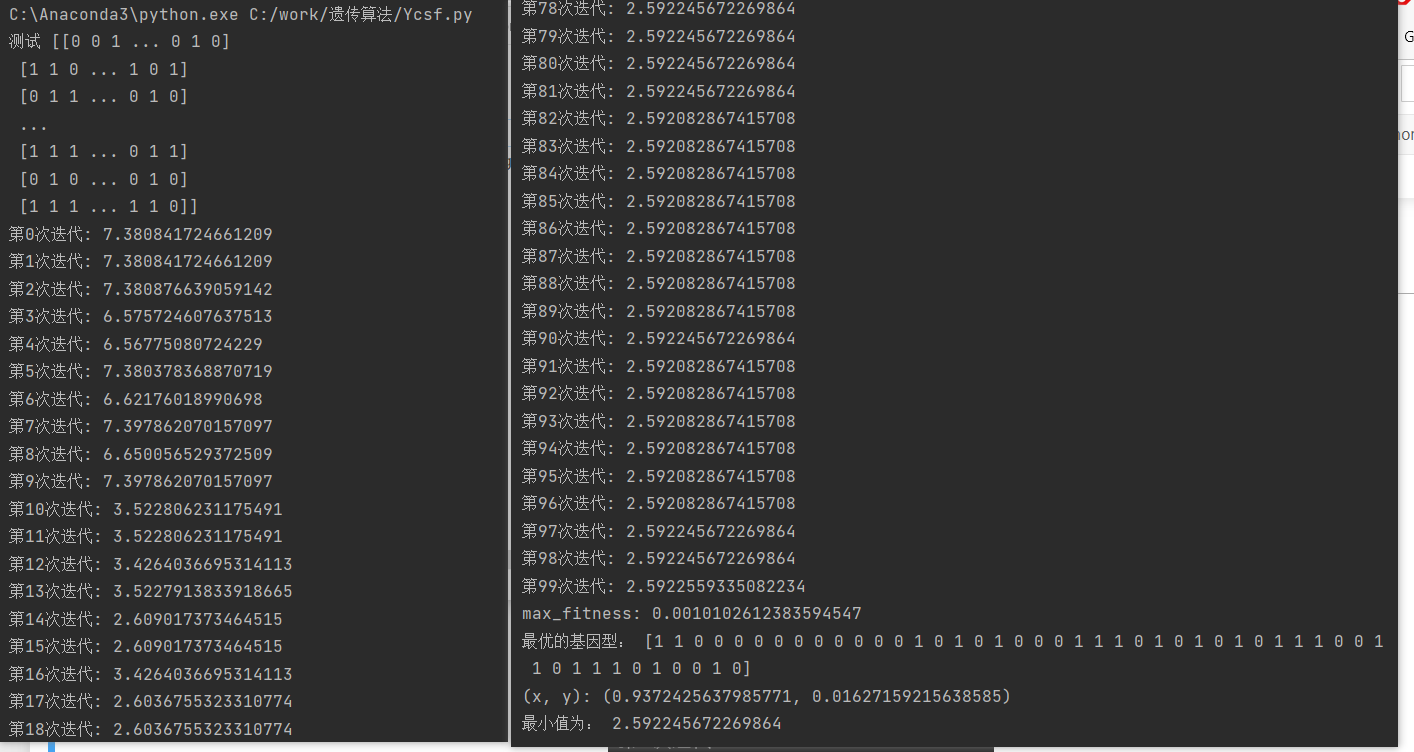 C:\Anaconda3\python.exe C:/work/遗传算法/Ycsf.py
测试 [[0 0 1 ... 0 1 0]
[1 1 0 ... 1 0 1]
[0 1 1 ... 0 1 0]
...
[1 1 1 ... 0 1 1]
[0 1 0 ... 0 1 0]
[1 1 1 ... 1 1 0]]
第0次迭代: 7.380841724661209
第1次迭代: 7.380841724661209
第2次迭代: 7.380876639059142
第3次迭代: 6.575724607637513
第4次迭代: 6.56775080724229
第5次迭代: 7.380378368870719
第6次迭代: 6.62176018990698
第7次迭代: 7.397862070157097
第8次迭代: 6.650056529372509
第9次迭代: 7.397862070157097
第10次迭代: 3.522806231175491
第11次迭代: 3.522806231175491
第12次迭代: 3.4264036695314113
第13次迭代: 3.5227913833918665
第14次迭代: 2.609017373464515
第15次迭代: 2.609017373464515
第16次迭代: 3.4264036695314113
第17次迭代: 2.6036755323310774
第18次迭代: 2.6036755323310774
第78次迭代: 2.592245672269864
第79次迭代: 2.592245672269864
第80次迭代: 2.592245672269864
第81次迭代: 2.592245672269864
第82次迭代: 2.592082867415708
第83次迭代: 2.592082867415708
第84次迭代: 2.592082867415708
第85次迭代: 2.592082867415708
第86次迭代: 2.592082867415708
第87次迭代: 2.592082867415708
第88次迭代: 2.592082867415708
第89次迭代: 2.592082867415708
第90次迭代: 2.592245672269864
第91次迭代: 2.592082867415708
第92次迭代: 2.592082867415708
第93次迭代: 2.592082867415708
第94次迭代: 2.592082867415708
第95次迭代: 2.592082867415708
第96次迭代: 2.592082867415708
第97次迭代: 2.592245672269864
第98次迭代: 2.592245672269864
第99次迭代: 2.5922559335082234
max_fitness: 0.0010102612383594547
最优的基因型: [1 1 0 0 0 0 0 0 0 0 0 0 0 1 0 1 0 1 0 0 0 1 1 1 0 1 0 1 0 1 0 1 1 1 0 0 1
1 0 1 1 1 0 1 0 0 1 0]
(x, y): (0.9372425637985771, 0.01627159215638585)
最小值为: 2.592245672269864